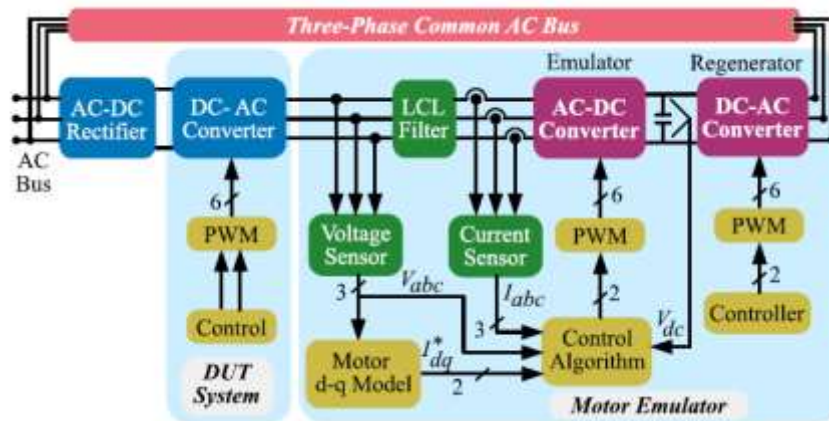 Three-Phase Common AC Bus
Emulator
Regenerator
AC-DC
Rectifier
DC- AC
Converter
LCL
Filter
AC-DC
Converter
DC-AC
Converter
AC
Bus
6
6
6
PWM
Voltage
Sensor
Current
Sensor
PWM
PWM
3
Vabc
Iabc
2
2
3
Vdc
Control
Motor
d-q Model
I*dq
2
Control
Algorithm
Controller
DUT
System
Motor Emulator